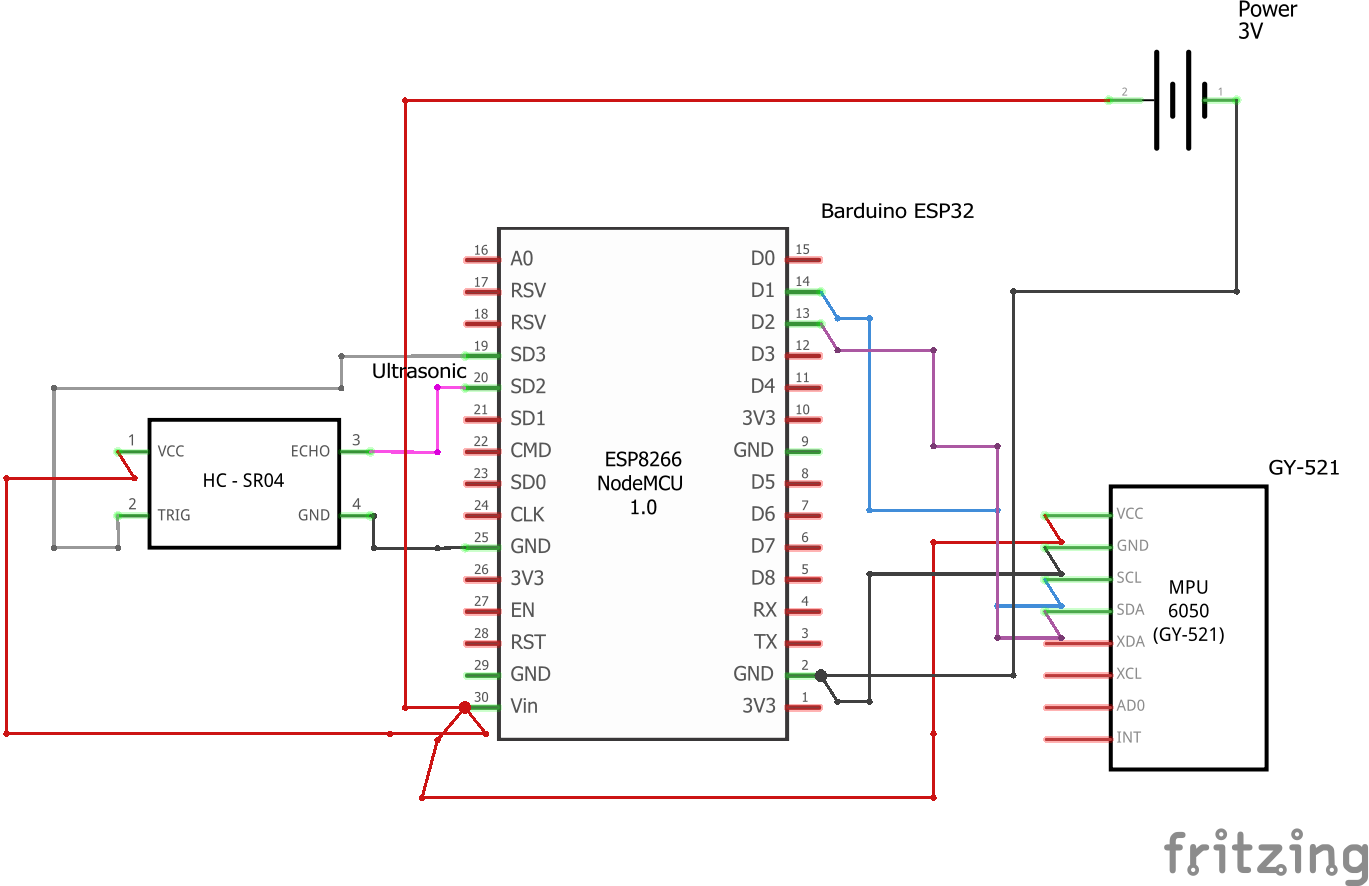 Power
3V
2
1
Barduino ESP32
16 A0
17 RSV
18 RSV
19 SD3
20 SD2
21 SD1
22 CMD
23 SD0
24 CLK
25 GND
26 3V3
27 EN
28 RST
29 GND
30 Vin
ESP8266
NodeMCU
1.0
D0 15
D1 14
D2 13
D3 12
D4 11
3V3 10
GND 9
D5 8
D6 7
D7 6
D8 5
RX 4
TX 3
GND 2
3V3 1
Ultrasonic
1 VCC
ECHO 3
HC - SR04
2 TRIG
GND 4
GY-521
VCC
GND
SCL
SDA
XDA
XCL
AD0
INT
MPU
6050
(GY-521)
fritzing